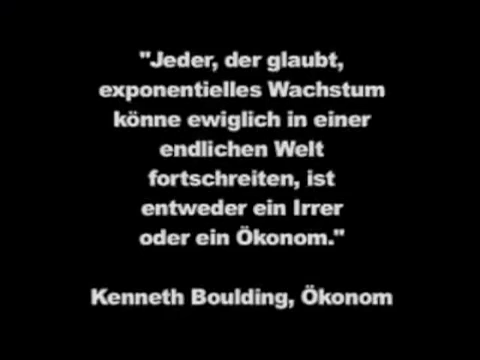 "Jeder, der glaubt,
exponentielles Wachstum
könne ewiglich in einer
endlichen Welt
fortschreiten, ist
entweder ein Irrer
oder ein Ökonom."
Kenneth Boulding, Ökonom